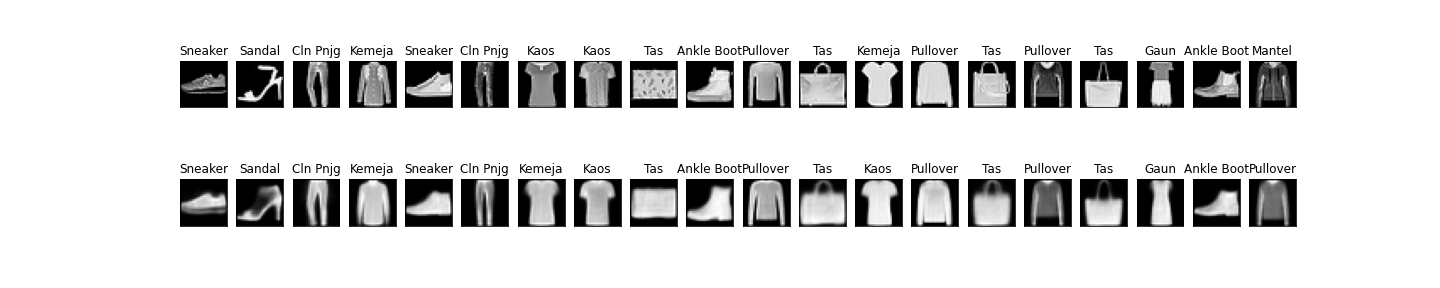 Sneaker Sandal Cln Pnjg Kemeja Sneaker Cln Pnjg Kaos Kaos Tas Ankle Boot Pullover Tas Kemeja Pullover Tas Pullover Tas Gaun Ankle Boot Mantel
Sneaker Sandal Cln Pnjg Kemeja Sneaker Cln Pnjg Kemeja Kaos Tas Ankle Boot Pullover Tas Kaos Pullover Tas Pullover Tas Gaun Ankle Boot Pullover